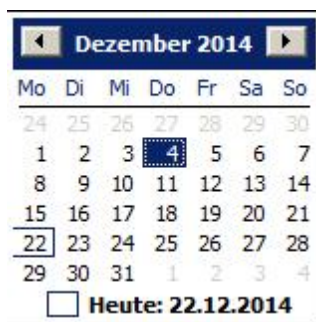 Dezember 2014
Mo Di Mi Do Fr Sa So
24 25 26 27 28 29 30
1 2 3 4 5 6 7
8 9 10 11 12 13 14
15 16 17 18 19 20 21
22 23 24 25 26 27 28
29 30 31 1 2 3 4
Heute: 22.12.2014